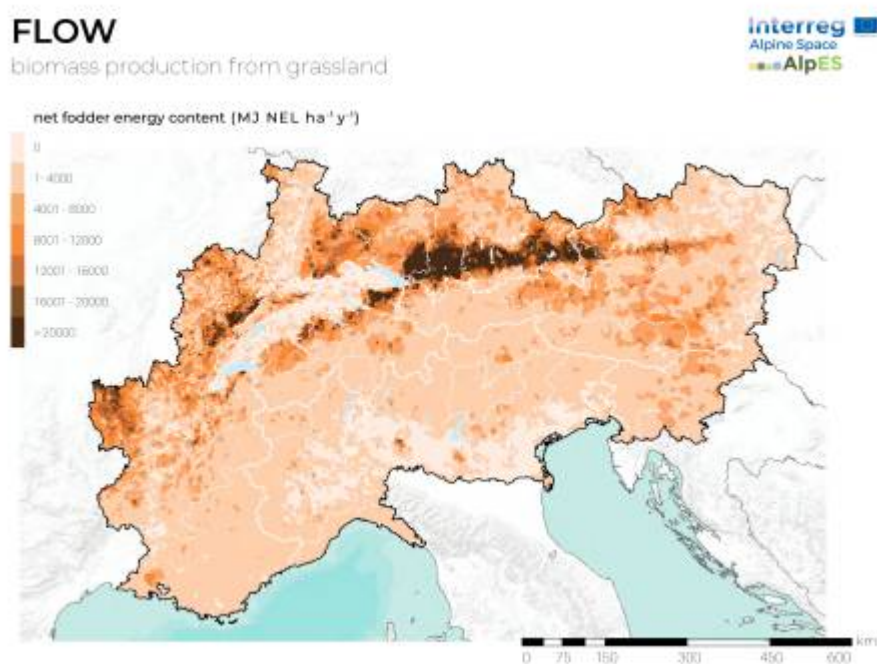 FLOW
biomass production from grassland
Interreg
Alpine Space
AlpES
net fodder energy content (MJ NEL ha⁻¹ y⁻¹)
0
1- 4000
4001 - 8000
8001 - 12000
12001 - 16000
16001 - 20000
>20000
km
0 75 150 300 450 600